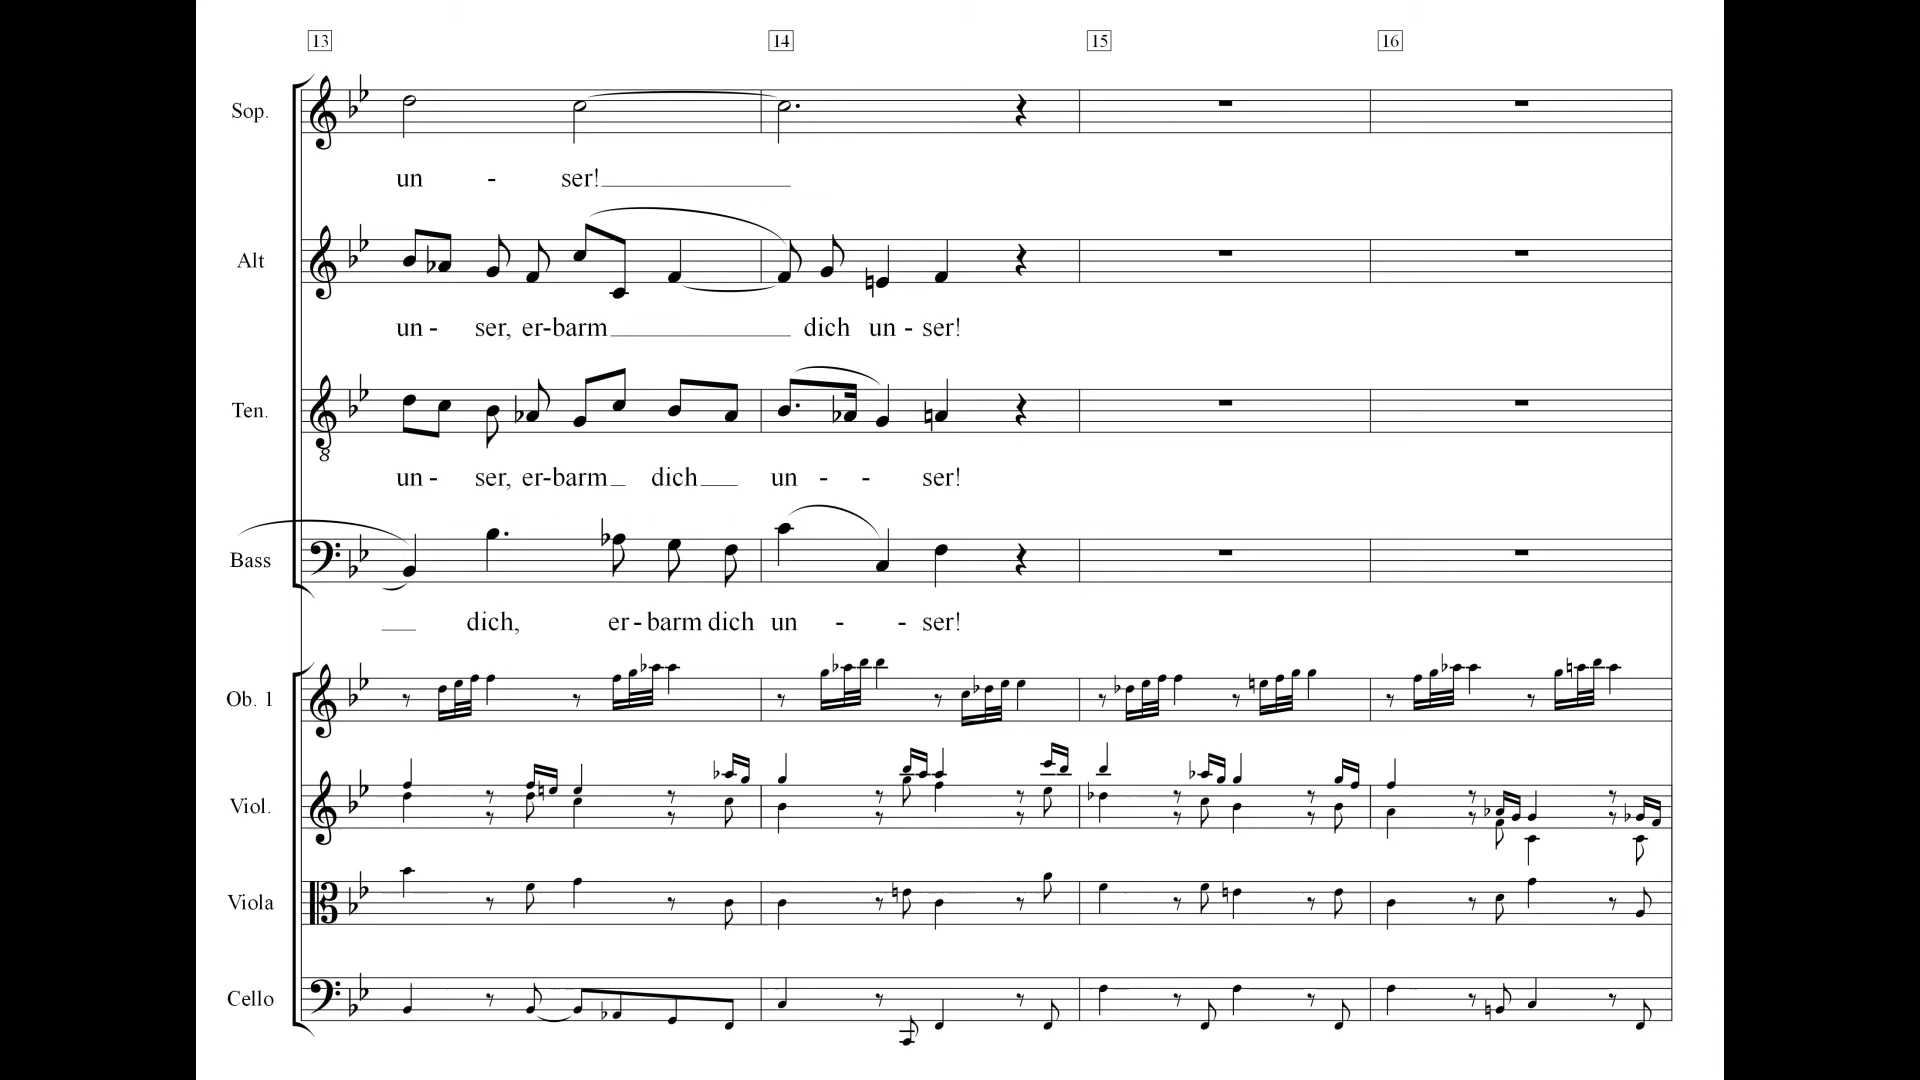 13 14 15 16
Sop.
un - ser!
Alt
un - ser, er-barm dich un - ser!
Ten.
8
un - ser, er-barm dich un - - ser!
Bass
dich, er - barm dich un - - ser!
Ob. 1
Viol.
Viola
Cello